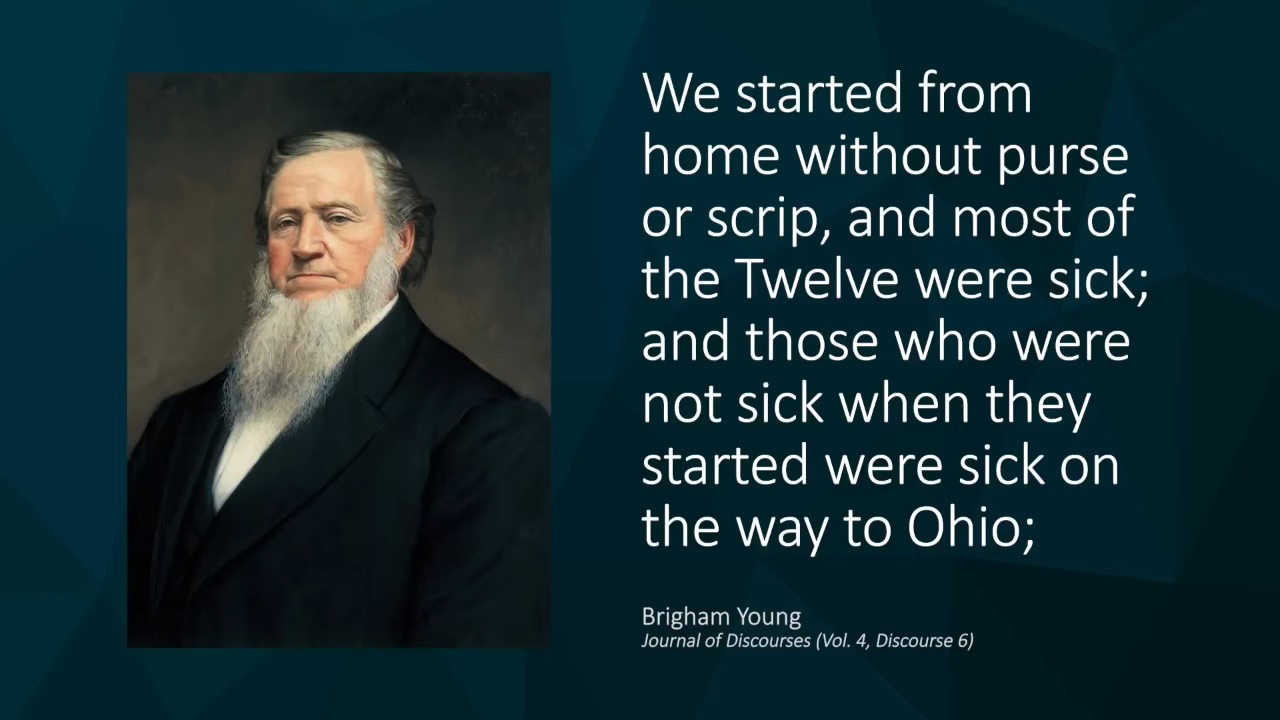 We started from
home without purse
or scrip, and most of
the Twelve were sick;
and those who were
not sick when they
started were sick on
the way to Ohio;
Brigham Young
Journal of Discourses (Vol. 4, Discourse 6)